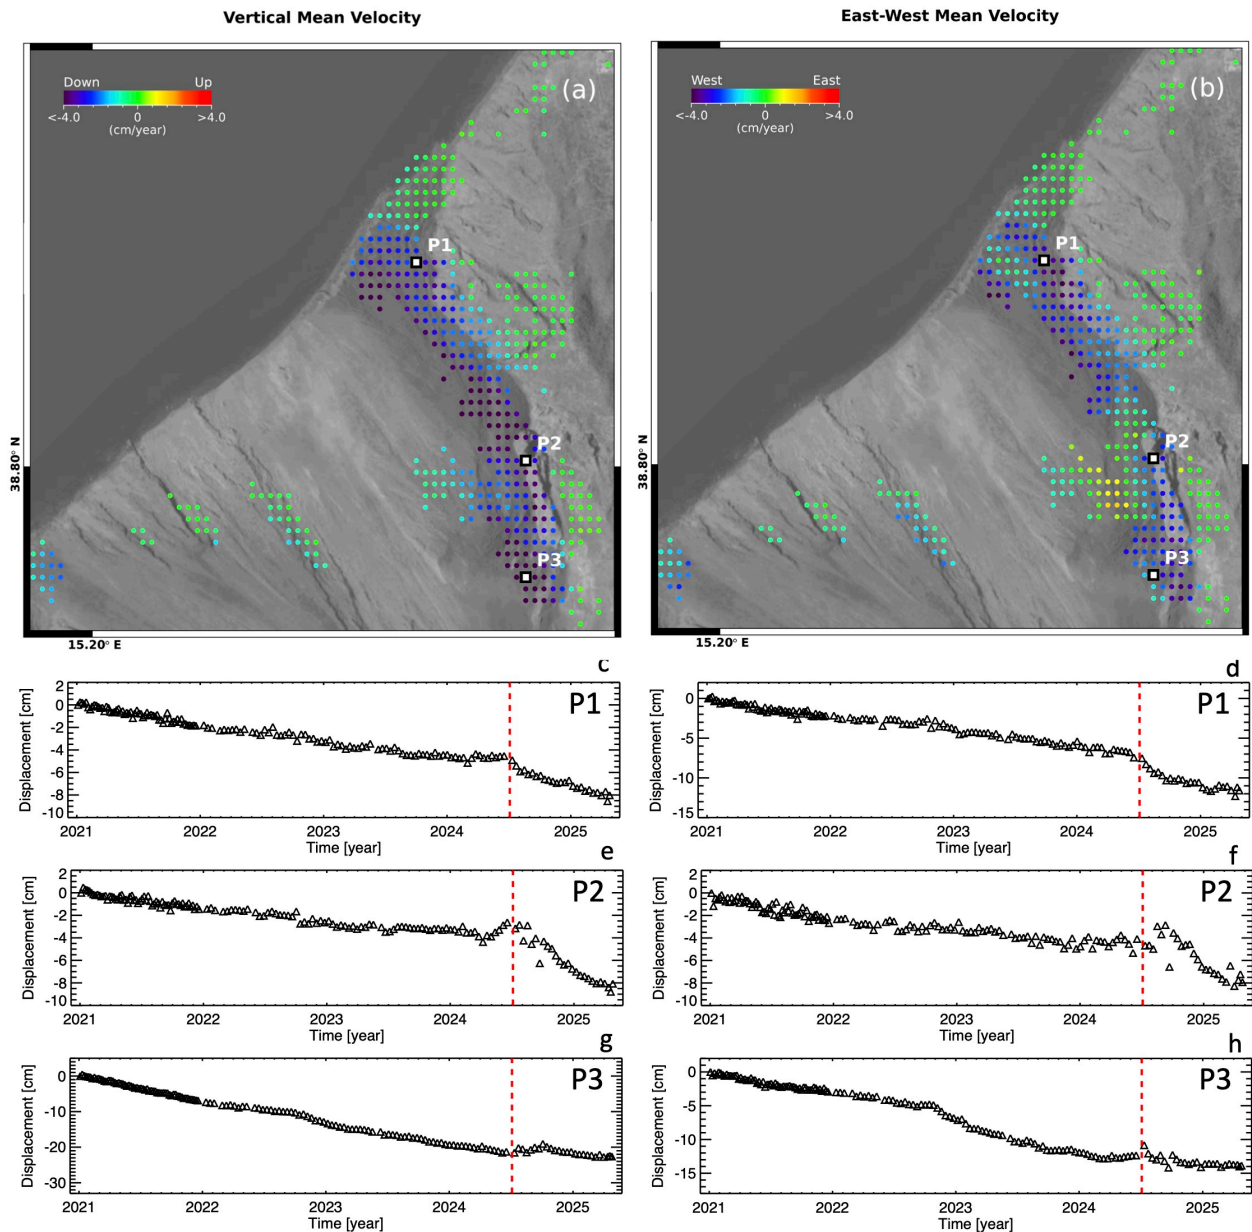 Vertical Mean Velocity
East-West Mean Velocity
Down Up
<-4.0 0 >4.0
(cm/year)
(a)
P1
P2
P3
38.80° N
15.20° E
West East
<-4.0 0 >4.0
(cm/year)
(b)
P1
P2
P3
38.80° N
15.20° E
c
P1
Displacement [cm]
2
0
-2
-4
-6
-8
-10
2021 2022 2023 2024 2025
Time [year]
d
P1
Displacement [cm]
0
-5
-10
-15
2021 2022 2023 2024 2025
Time [year]
e
P2
Displacement [cm]
2
0
-2
-4
-6
-8
-10
2021 2022 2023 2024 2025
Time [year]
f
P2
Displacement [cm]
2
0
-2
-4
-6
-8
-10
2021 2022 2023 2024 2025
Time [year]
g
P3
Displacement [cm]
0
-10
-20
-30
2021 2022 2023 2024 2025
Time [year]
h
P3
Displacement [cm]
0
-5
-10
-15
2021 2022 2023 2024 2025
Time [year]